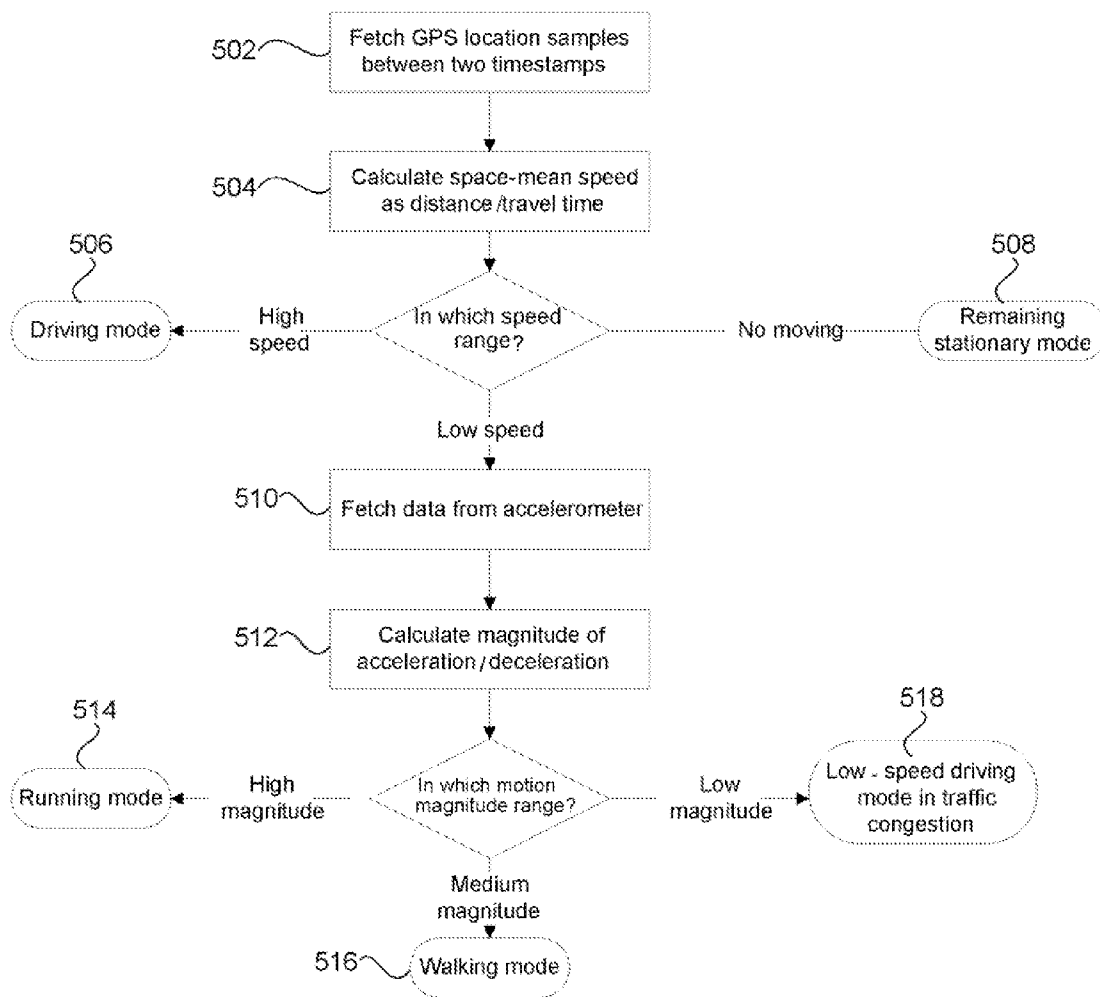 502
Fetch GPS location samples
between two timestamps
504
Calculate space-mean speed
as distance/travel time
506
508
Driving mode
High
speed
In which speed
range?
No moving
Remaining
stationary mode
Low speed
510
Fetch data from accelerometer
512
Calculate magnitude of
acceleration/deceleration
514
518
Running mode
High
magnitude
In which motion
magnitude range?
Low
magnitude
Low - speed driving
mode in traffic
congestion
Medium
magnitude
516
Walking mode